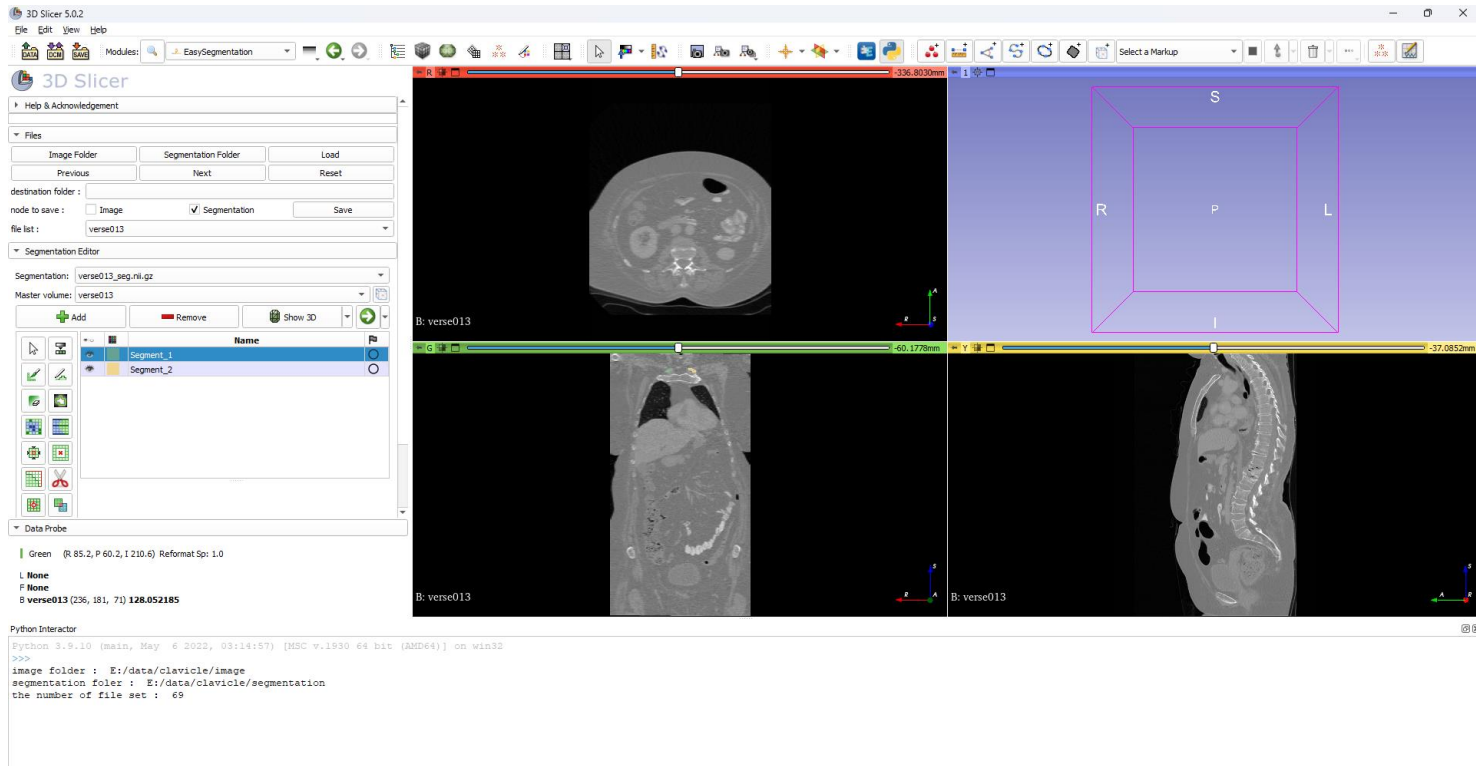 3D Slicer 5.0.2
File Edit View Help
DATA DCM SAVE Modules: EasySegmentation Select a Markup
3D Slicer
Help & Acknowledgement
Files
Image Folder Segmentation Folder Load
Previous Next Reset
destination folder :
node to save : Image Segmentation Save
file list : verse013
Segmentation Editor
Segmentation: verse013_seg.nii.gz
Master volume: verse013
Add Remove Show 3D
Name
Segment_1
Segment_2
Data Probe
Green (R 85.2, P 60.2, I 210.6) Reformat Sp: 1.0
L None
F None
B verse013 (236, 181, 71) 128.052185
R -336.8030mm
B: verse013
A
R S
1
S
R P L
I
G -60.1778mm
B: verse013
S
R A
Y -37.0852mm
B: verse013
S
A R
Python Interactor
Python 3.9.10 (main, May 6 2022, 03:14:57) [MSC v.1930 64 bit (AMD64)] on win32
>>>
image folder : E:/data/clavicle/image
segmentation foler : E:/data/clavicle/segmentation
the number of file set : 69